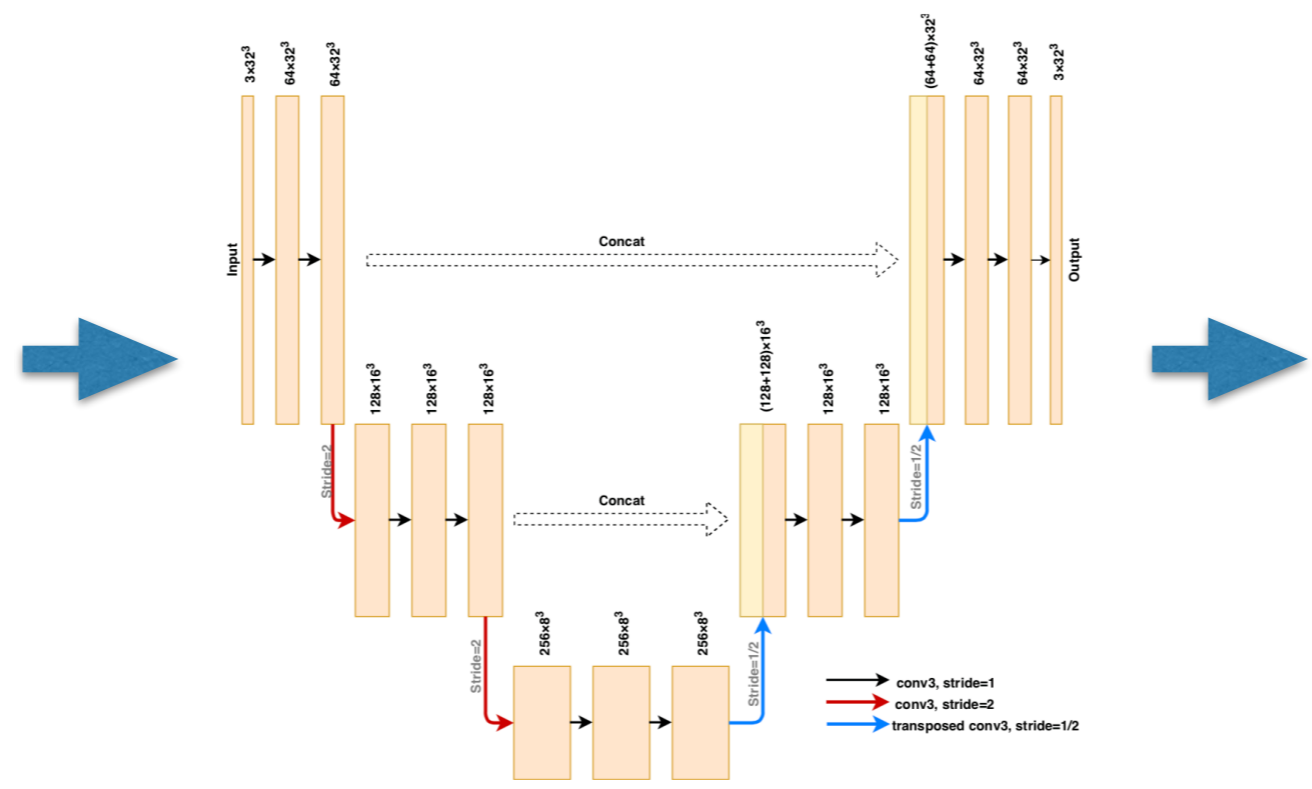 3×32³
64×32³
64×32³
(64+64)×32³
64×32³
64×32³
3×32³
Input
Concat
Output
128×16³
128×16³
128×16³
(128+128)×16³
128×16³
128×16³
Stride=2
Concat
Stride=1/2
256×8³
256×8³
256×8³
Stride=2
Stride=1/2
conv3, stride=1
conv3, stride=2
transposed conv3, stride=1/2